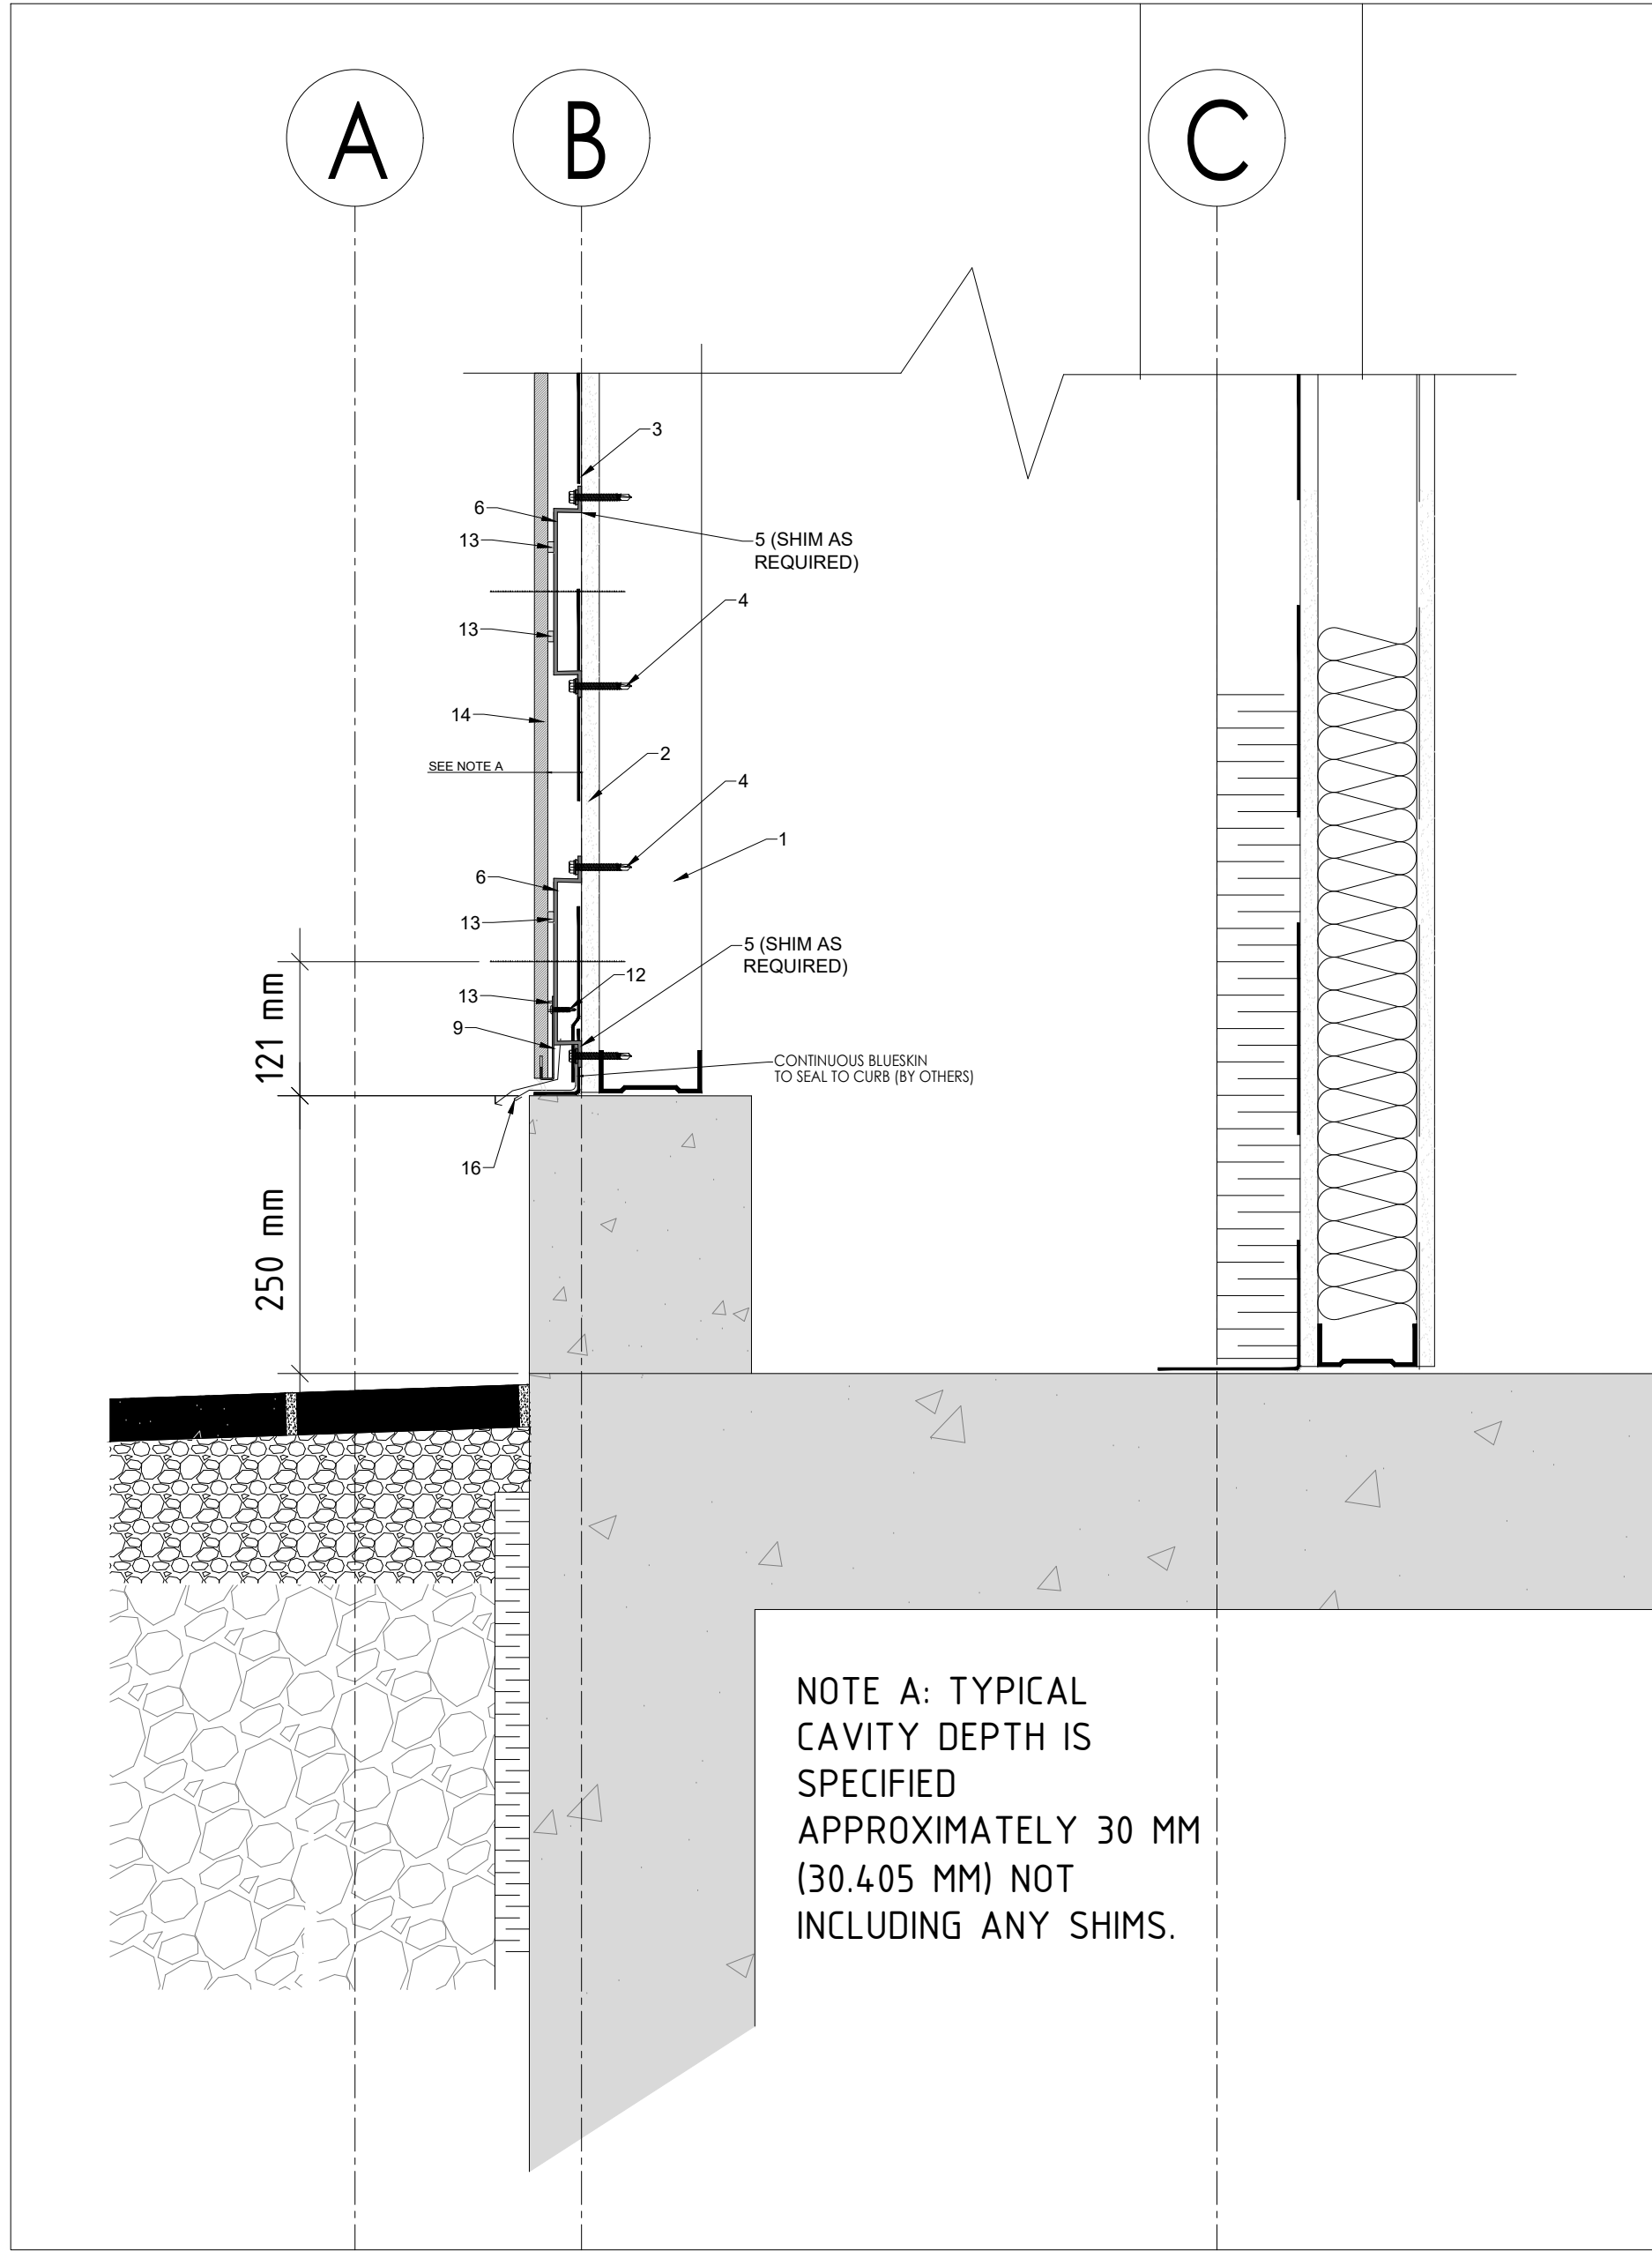 A
B
C
3
6
13
5 (SHIM AS
REQUIRED)
4
13
14
2
SEE NOTE A
4
1
6
13
5 (SHIM AS
REQUIRED)
12
13
9
121 mm
CONTINUOUS BLUESKIN
TO SEAL TO CURB (BY OTHERS)
16
250 mm
NOTE A: TYPICAL
CAVITY DEPTH IS
SPECIFIED
APPROXIMATELY 30 MM
(30.405 MM) NOT
INCLUDING ANY SHIMS.